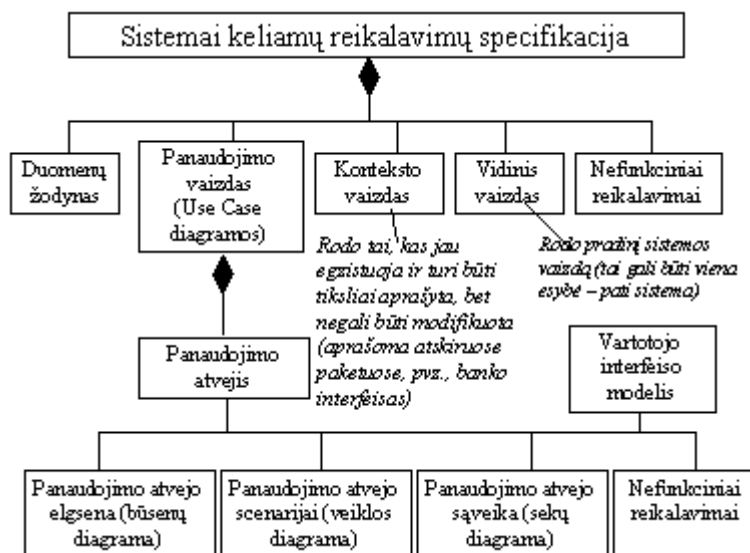 Sistemai keliamų reikalavimų specifikacija
Duomenų
žodynas
Panaudojimo
vaizdas
(Use Case
diagramos)
Konteksto
vaizdas
Vidinis
vaizdas
Nefunkciniai
reikalavimai
Rodo tai, kas jau
egzistuoja ir turi būti
tiksliai aprašyta, bet
negali būti modifikuota
(aprašoma atskiruose
paketuose, pvz., banko
interfeisas)
Rodo pradinį sistemos
vaizdą (tai gali būti viena
esybė – pati sistema)
Panaudojimo
atvejis
Vartotojo
interfeiso
modelis
Panaudojimo atvejo
elgsena (būsenų
diagrama)
Panaudojimo atvejo
scenarijai (veiklos
diagrama)
Panaudojimo atvejo
sąveika (sekų
diagrama)
Nefunkciniai
reikalavimai